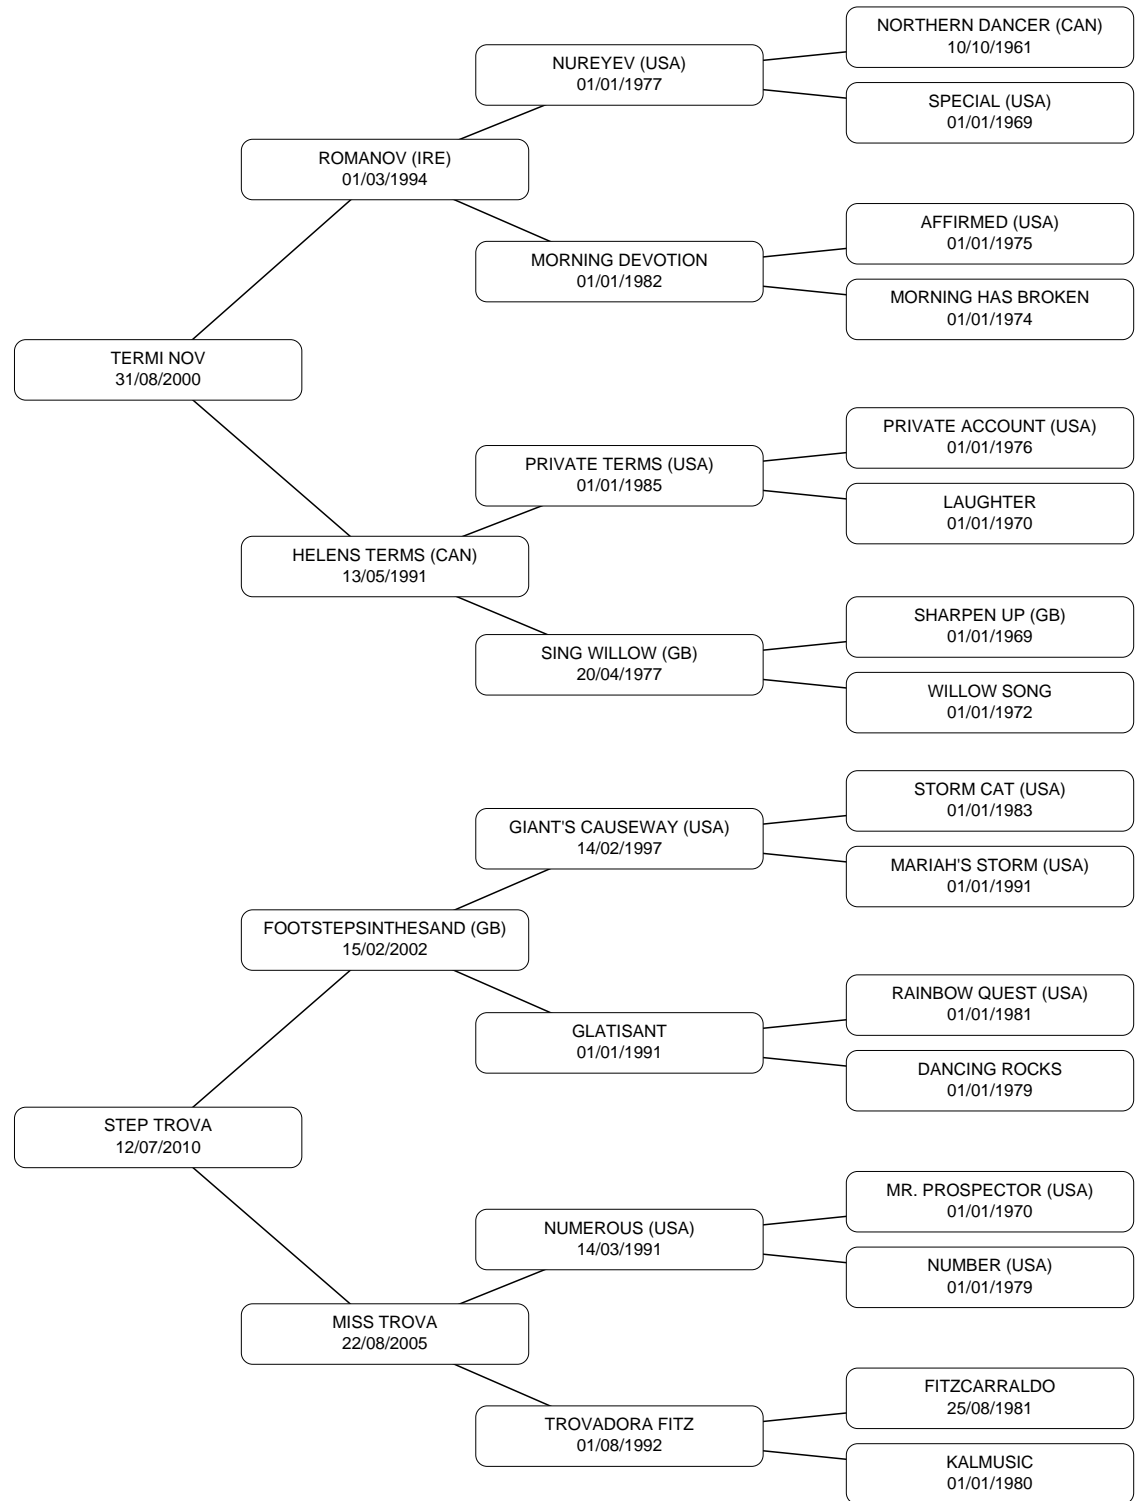 NORTHERN DANCER (CAN)
10/10/1961
NUREYEV (USA)
01/01/1977
SPECIAL (USA)
01/01/1969
ROMANOV (IRE)
01/03/1994
AFFIRMED (USA)
01/01/1975
MORNING DEVOTION
01/01/1982
MORNING HAS BROKEN
01/01/1974
TERMI NOV
31/08/2000
PRIVATE ACCOUNT (USA)
01/01/1976
PRIVATE TERMS (USA)
01/01/1985
LAUGHTER
01/01/1970
HELENS TERMS (CAN)
13/05/1991
SHARPEN UP (GB)
01/01/1969
SING WILLOW (GB)
20/04/1977
WILLOW SONG
01/01/1972
STORM CAT (USA)
01/01/1983
GIANT'S CAUSEWAY (USA)
14/02/1997
MARIAH'S STORM (USA)
01/01/1991
FOOTSTEPSINTHESAND (GB)
15/02/2002
RAINBOW QUEST (USA)
01/01/1981
GLATISANT
01/01/1991
DANCING ROCKS
01/01/1979
STEP TROVA
12/07/2010
MR. PROSPECTOR (USA)
01/01/1970
NUMEROUS (USA)
14/03/1991
NUMBER (USA)
01/01/1979
MISS TROVA
22/08/2005
FITZCARRALDO
25/08/1981
TROVADORA FITZ
01/08/1992
KALMUSIC
01/01/1980